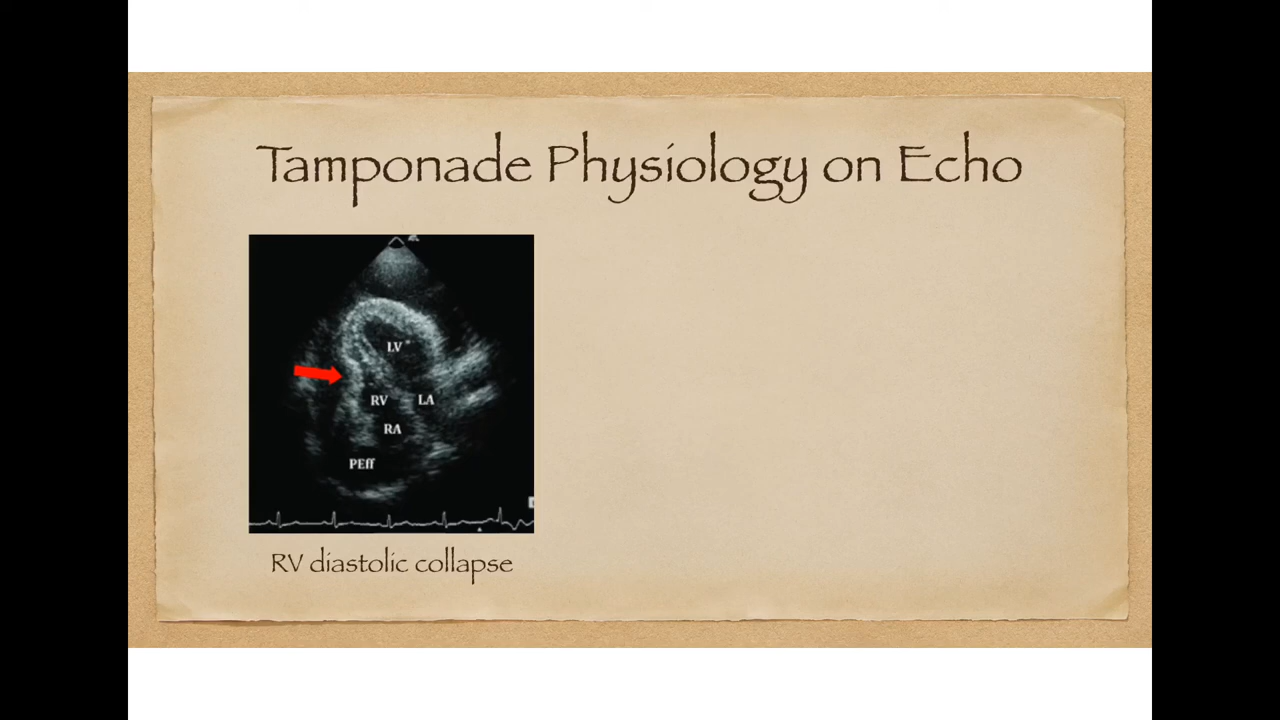 Tamponade Physiology on Echo
LV
RV LA
RA
PEff
RV diastolic collapse